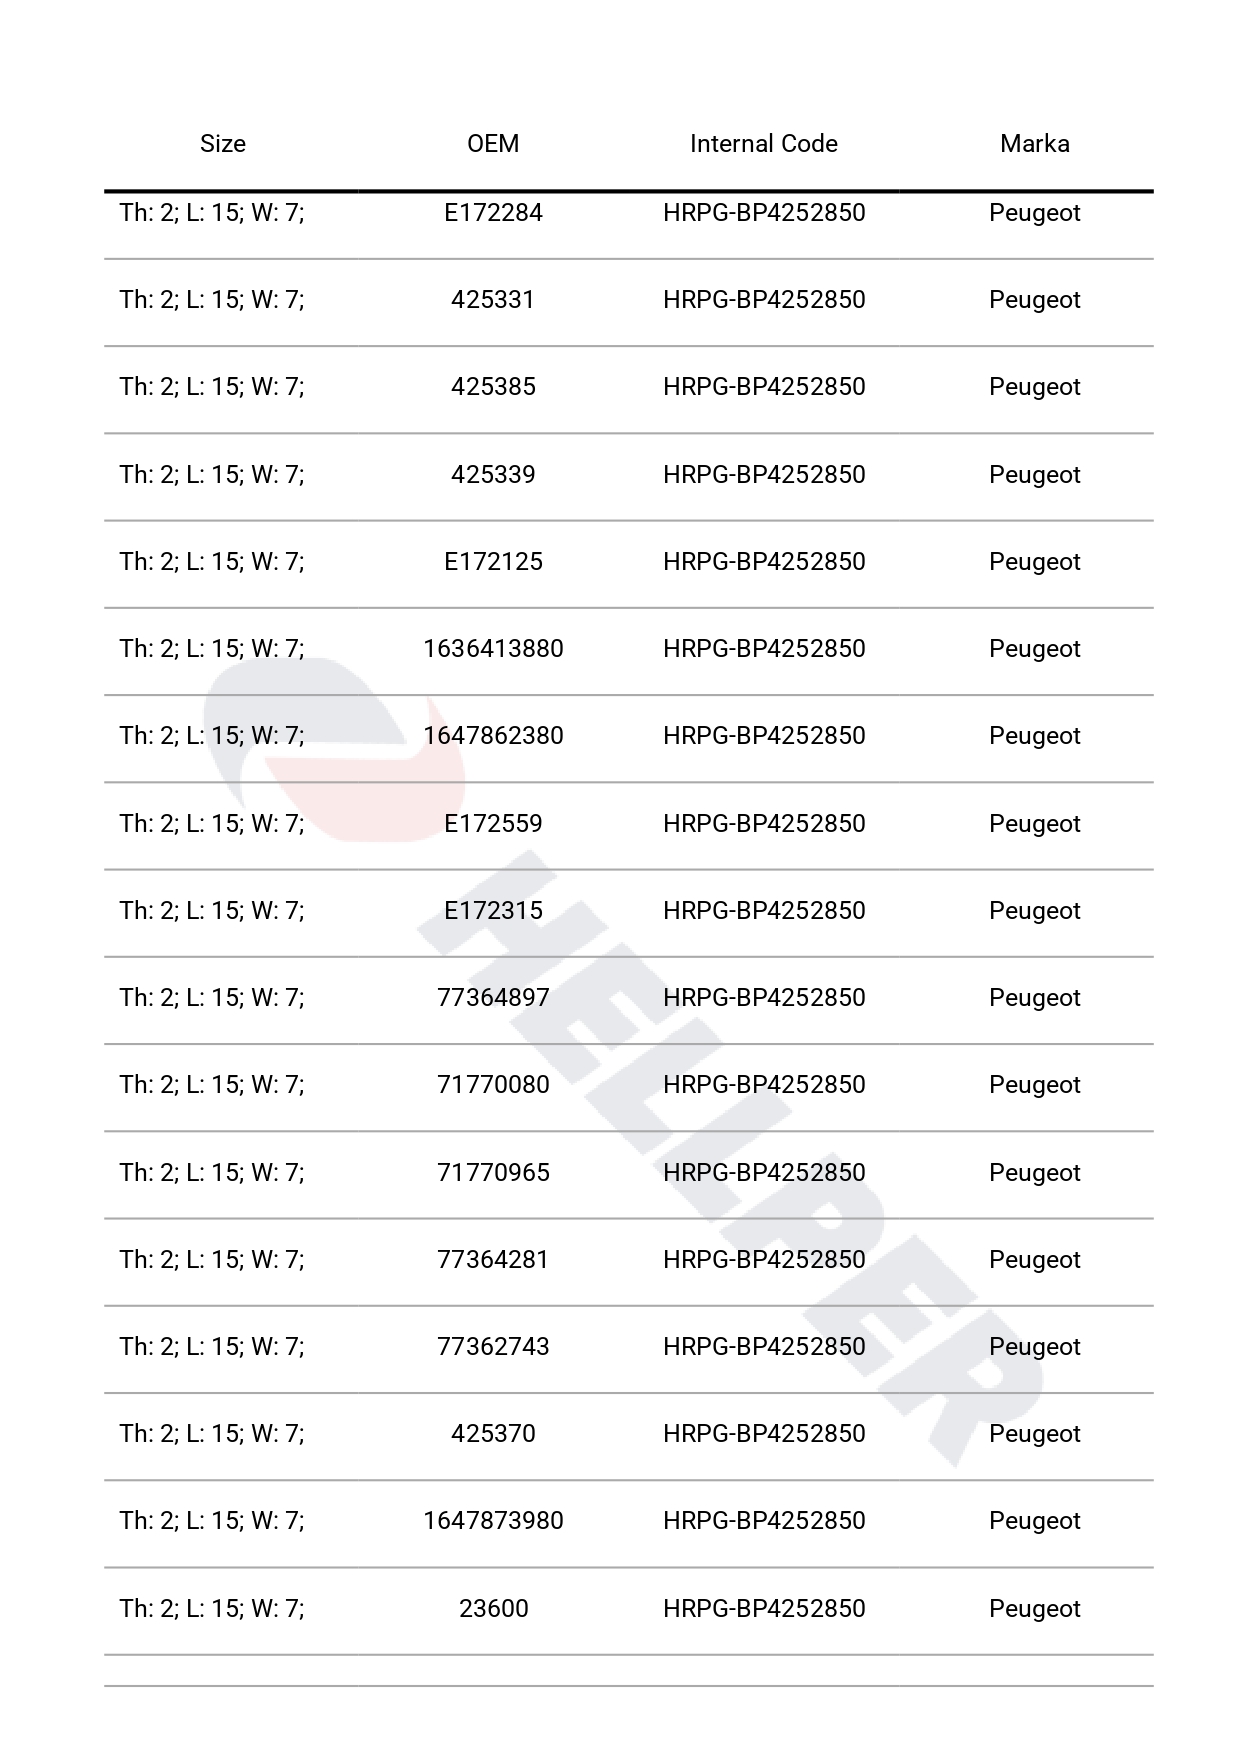 Size OEM Internal Code Marka
Th: 2; L: 15; W: 7; E172284 HRPG-BP4252850 Peugeot
Th: 2; L: 15; W: 7; 425331 HRPG-BP4252850 Peugeot
Th: 2; L: 15; W: 7; 425385 HRPG-BP4252850 Peugeot
Th: 2; L: 15; W: 7; 425339 HRPG-BP4252850 Peugeot
Th: 2; L: 15; W: 7; E172125 HRPG-BP4252850 Peugeot
Th: 2; L: 15; W: 7; 1636413880 HRPG-BP4252850 Peugeot
Th: 2; L: 15; W: 7; 1647862380 HRPG-BP4252850 Peugeot
Th: 2; L: 15; W: 7; E172559 HRPG-BP4252850 Peugeot
Th: 2; L: 15; W: 7; E172315 HRPG-BP4252850 Peugeot
Th: 2; L: 15; W: 7; 77364897 HRPG-BP4252850 Peugeot
Th: 2; L: 15; W: 7; 71770080 HRPG-BP4252850 Peugeot
Th: 2; L: 15; W: 7; 71770965 HRPG-BP4252850 Peugeot
Th: 2; L: 15; W: 7; 77364281 HRPG-BP4252850 Peugeot
Th: 2; L: 15; W: 7; 77362743 HRPG-BP4252850 Peugeot
Th: 2; L: 15; W: 7; 425370 HRPG-BP4252850 Peugeot
Th: 2; L: 15; W: 7; 1647873980 HRPG-BP4252850 Peugeot
Th: 2; L: 15; W: 7; 23600 HRPG-BP4252850 Peugeot
HELLPER